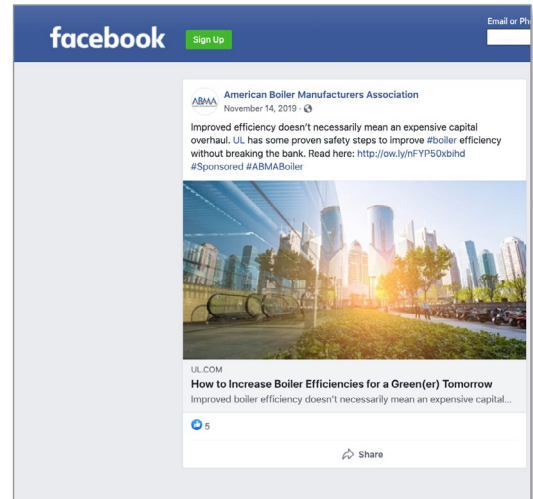 Email or Ph
facebook
Sign Up
ABMA
American Boiler Manufacturers Association
November 14, 2019 ·
Improved efficiency doesn't necessarily mean an expensive capital
overhaul. UL has some proven safety steps to improve #boiler efficiency
without breaking the bank. Read here: http://ow.ly/nFYP50xbihd
#Sponsored #ABMABoiler
UL.COM
How to Increase Boiler Efficiencies for a Green(er) Tomorrow
Improved boiler efficiency doesn't necessarily mean an expensive capital...
5
Share